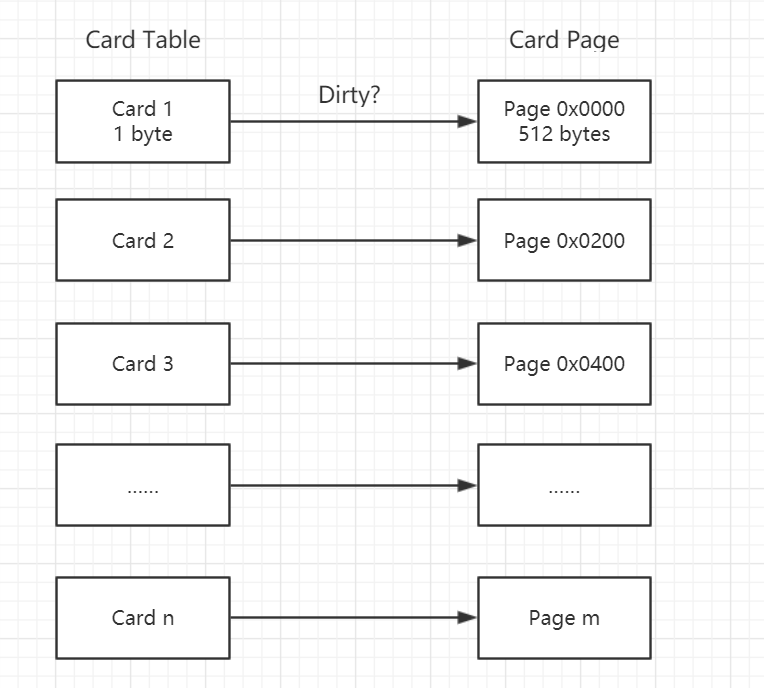 Card Table
Card Page
Card 1
1 byte
Dirty?
Page 0x0000
512 bytes
Card 2
Page 0x0200
Card 3
Page 0x0400
......
......
Card n
Page m